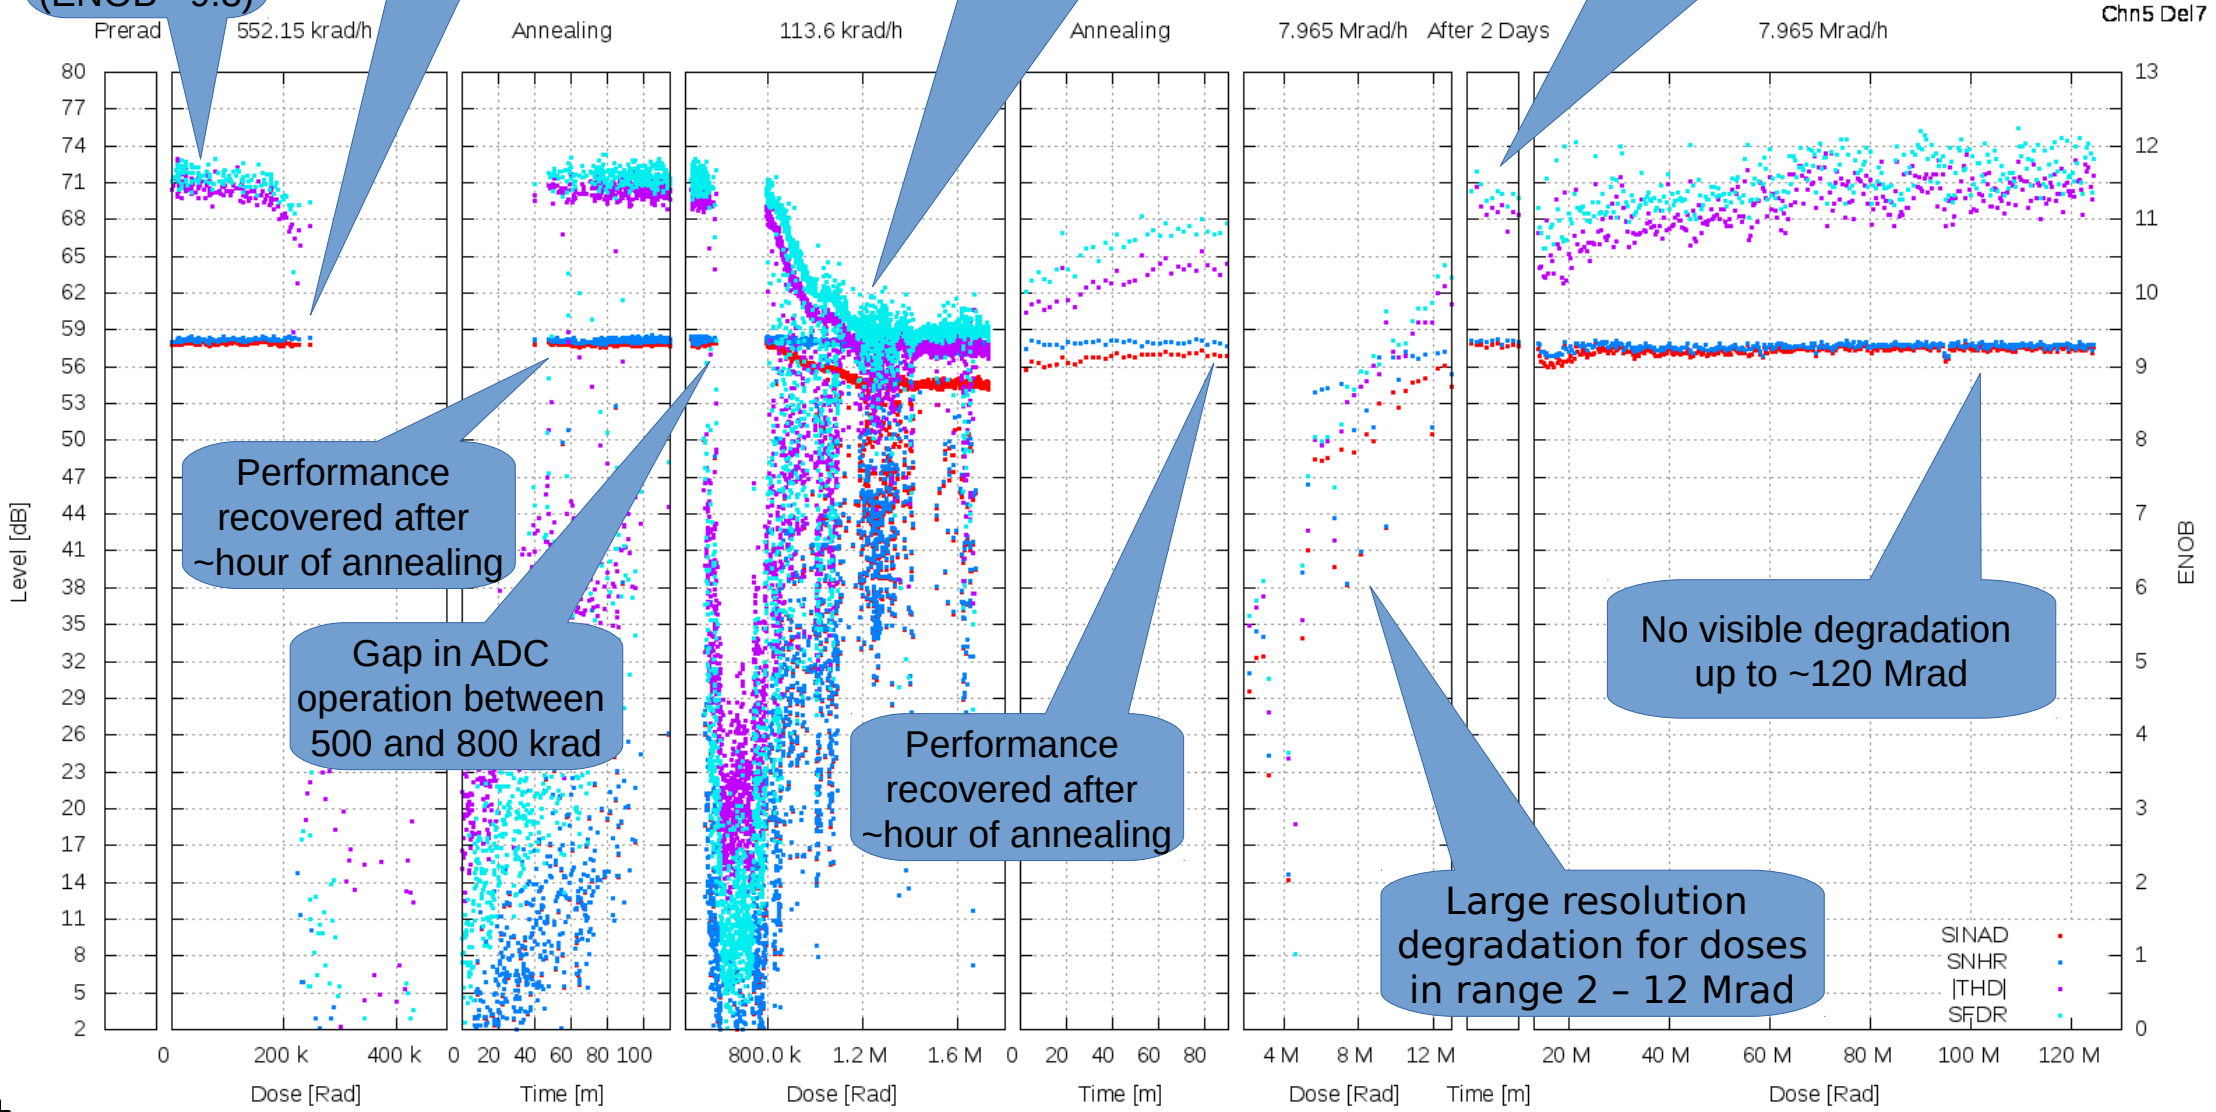 (ENOB ~9.3)
Chn5 Del7
Prerad 552.15 krad/h Annealing 113.6 krad/h Annealing 7.965 Mrad/h After 2 Days 7.965 Mrad/h
80 13
77
74 12
71
68 11
65
62 10
59
56 9
53
50 8
47
44 7
41
38 6
35
32 5
29
26 4
23
20 3
17
14 2
11
8 1
5
2 0
Level [dB]
ENOB
Performance
recovered after
~hour of annealing
Gap in ADC
operation between
500 and 800 krad
Performance
recovered after
~hour of annealing
No visible degradation
up to ~120 Mrad
Large resolution
degradation for doses
in range 2 – 12 Mrad
SINAD
SNHR
|THD|
SFDR
0 200 k 400 k 0 20 40 60 80 100 800.0 k 1.2 M 1.6 M 0 20 40 60 80 4 M 8 M 12 M 20 M 40 M 60 M 80 M 100 M 120 M
Dose [Rad] Time [m] Dose [Rad] Time [m] Dose [Rad] Time [m] Dose [Rad]